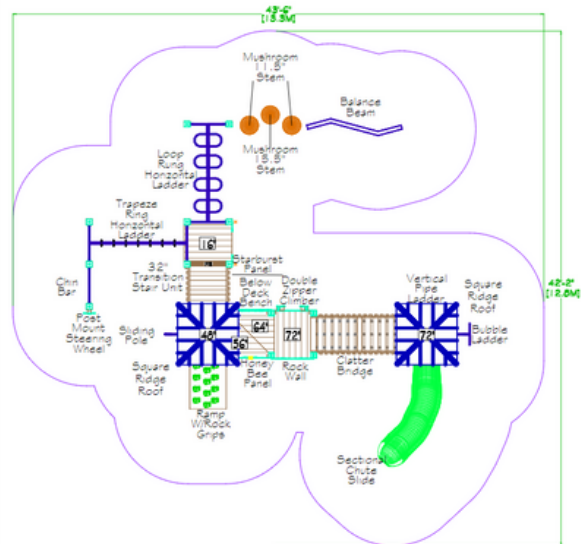 43'-6"
[13.3M]
Mushroom
11.5"
Stem
Balance
Beam
Mushroom
15.5"
Stem
Loop
Rung
Horizontal
Ladder
Trapeze
Ring
Horizontal
Ladder
16"
32"
Transition
Stair Unit
Starburst
Panel
Below
Deck
Bench
Double
Zipper
Climber
Vertical
Pipe
Ladder
Square
Ridge
Roof
42'-2"
[12.8M]
Chin
Bar
Post
Mount
Steering
Wheel
Sliding
Pole
48"
64"
56"
72"
72"
Bubble
Ladder
Square
Ridge
Roof
Honey
Bee
Panel
Rock
Wall
Clatter
Bridge
Ramp
W/Rock
Grips
Sectional
Chute
Slide